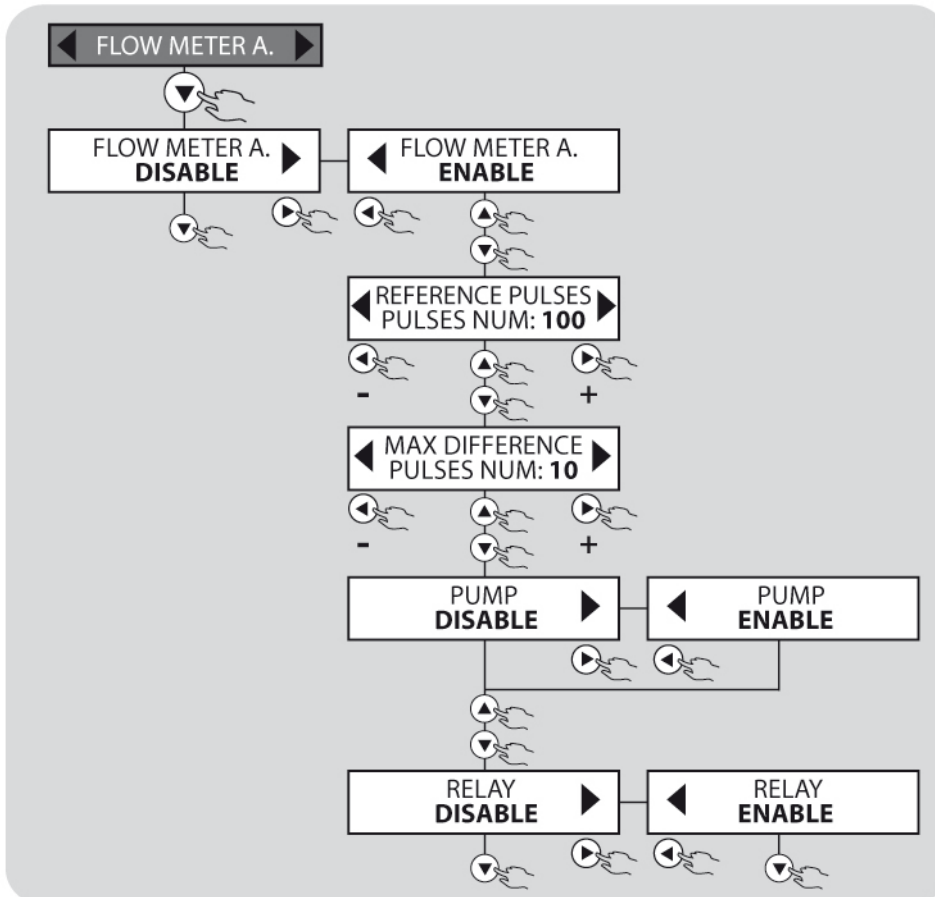 FLOW METER A.
FLOW METER A.
DISABLE
FLOW METER A.
ENABLE
REFERENCE PULSES
PULSES NUM: 100
-
+
MAX DIFFERENCE
PULSES NUM: 10
-
+
PUMP
DISABLE
PUMP
ENABLE
RELAY
DISABLE
RELAY
ENABLE